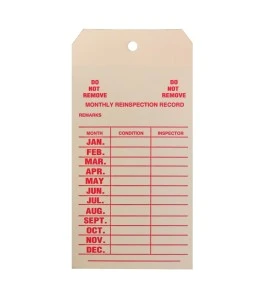 DO NOT REMOVE
DO NOT REMOVE
MONTHLY REINSPECTION RECORD
REMARKS
MONTH CONDITION INSPECTOR
JAN.
FEB.
MAR.
APR.
MAY
JUN.
JUL.
AUG.
SEPT.
OCT.
NOV.
DEC.